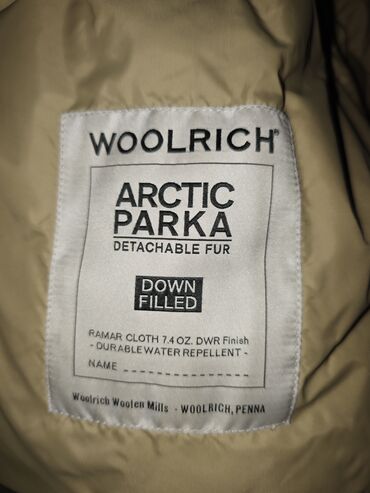 WOOLRICH®
ARCTIC
PARKA
DETACHABLE FUR
DOWN
FILLED
RAMAR CLOTH 7.4 OZ. DWR Finish
- DURABLE WATER REPELLENT -
NAME _ _ _ _ _ _ _ _ _ _ _ _ _
Woolrich Woolen Mills - WOOLRICH, PENNA